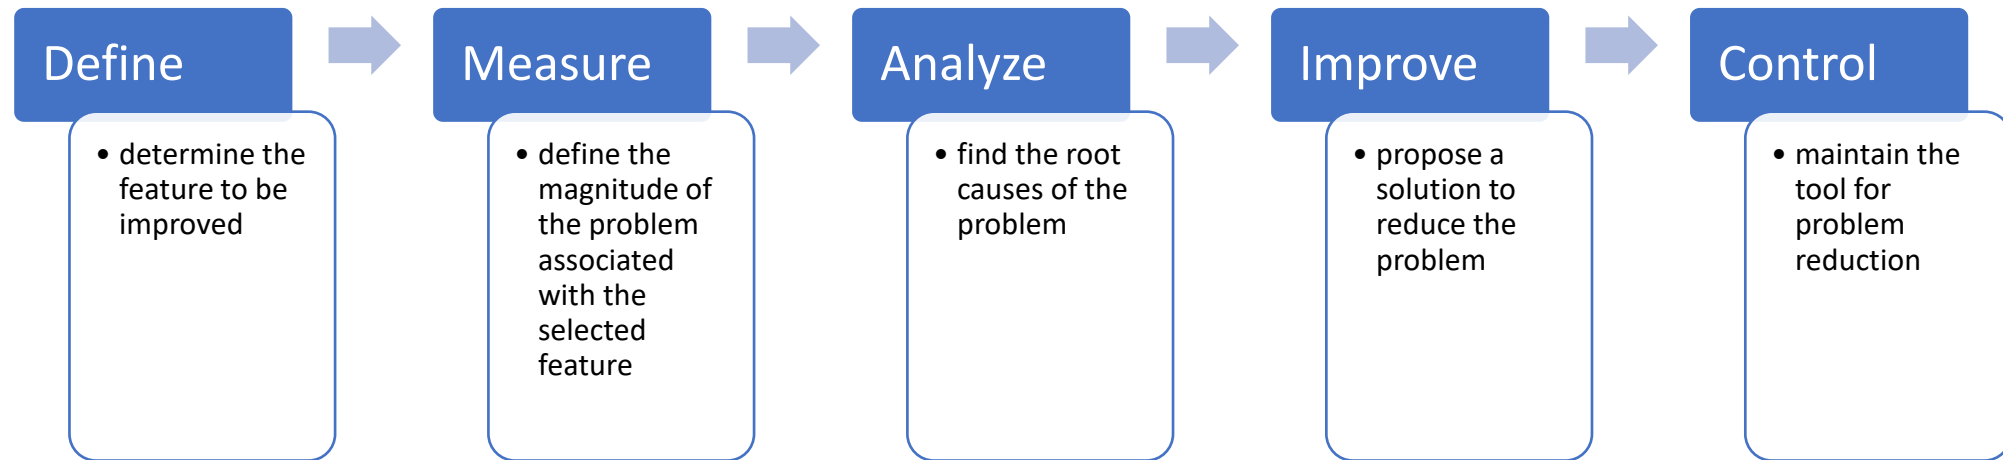 Define
• determine the
feature to be
improved
Measure
• define the
magnitude of
the problem
associated
with the
selected
feature
Analyze
• find the root
causes of the
problem
Improve
• propose a
solution to
reduce the
problem
Control
• maintain the
tool for
problem
reduction